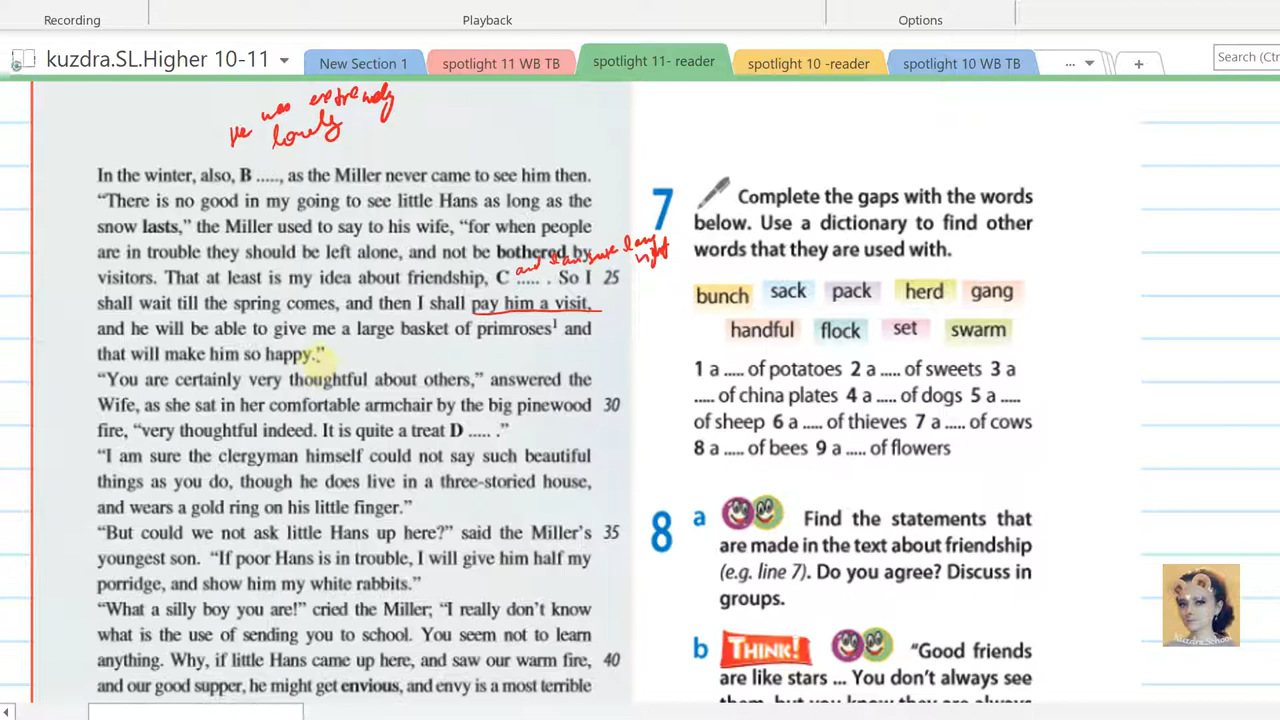 Recording
Playback
Options
kuzdra.SL.Higher 10-11
New Section 1
spotlight 11 WB TB
spotlight 11- reader
spotlight 10 -reader
spotlight 10 WB TB
...
+
Search (Ctr
He was extremely
lonely
In the winter, also, B ....., as the Miller never came to see him then.
“There is no good in my going to see little Hans as long as the
snow lasts,” the Miller used to say to his wife, “for when people
are in trouble they should be left alone, and not be bothered by
visitors. That at least is my idea about friendship, C ..... . So I 25
and I am sure I am
right
shall wait till the spring comes, and then I shall pay him a visit,
and he will be able to give me a large basket of primroses1 and
that will make him so happy.”
“You are certainly very thoughtful about others,” answered the
Wife, as she sat in her comfortable armchair by the big pinewood 30
fire, “very thoughtful indeed. It is quite a treat D ..... .”
“I am sure the clergyman himself could not say such beautiful
things as you do, though he does live in a three-storied house,
and wears a gold ring on his little finger.”
“But could we not ask little Hans up here?” said the Miller’s 35
youngest son. “If poor Hans is in trouble, I will give him half my
porridge, and show him my white rabbits.”
“What a silly boy you are!” cried the Miller; “I really don’t know
what is the use of sending you to school. You seem not to learn
anything. Why, if little Hans came up here, and saw our warm fire, 40
and our good supper, he might get envious, and envy is a most terrible
7 Complete the gaps with the words
below. Use a dictionary to find other
words that they are used with.
bunch sack pack herd gang
handful flock set swarm
1 a ..... of potatoes 2 a ..... of sweets 3 a
..... of china plates 4 a ..... of dogs 5 a .....
of sheep 6 a ..... of thieves 7 a ..... of cows
8 a ..... of bees 9 a ..... of flowers
8 a Find the statements that
are made in the text about friendship
(e.g. line 7). Do you agree? Discuss in
groups.
b THINK! “Good friends
are like stars ... You don’t always see
them, but you know they are always
Kuzdra.School